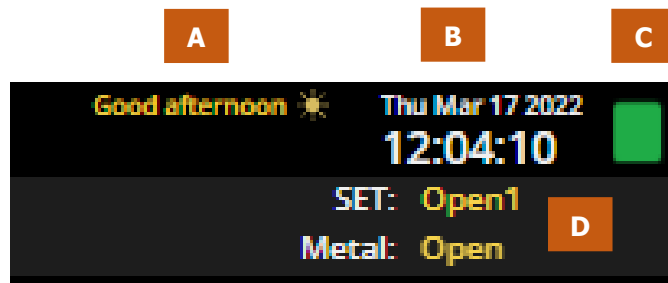 A B C
Good afternoon Thu Mar 17 2022
12:04:10
SET: Open1
D
Metal: Open